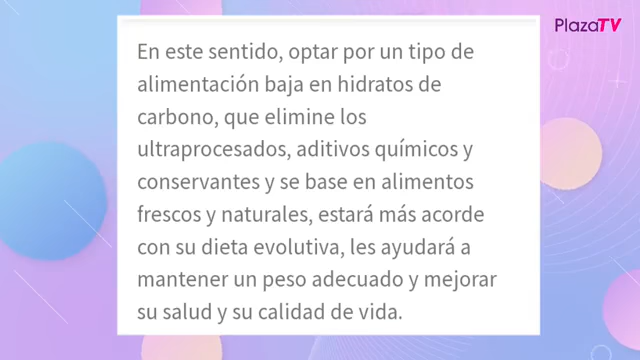 PlazaTV
En este sentido, optar por un tipo de
alimentación baja en hidratos de
carbono, que elimine los
ultraprocesados, aditivos químicos y
conservantes y se base en alimentos
frescos y naturales, estará más acorde
con su dieta evolutiva, les ayudará a
mantener un peso adecuado y mejorar
su salud y su calidad de vida.